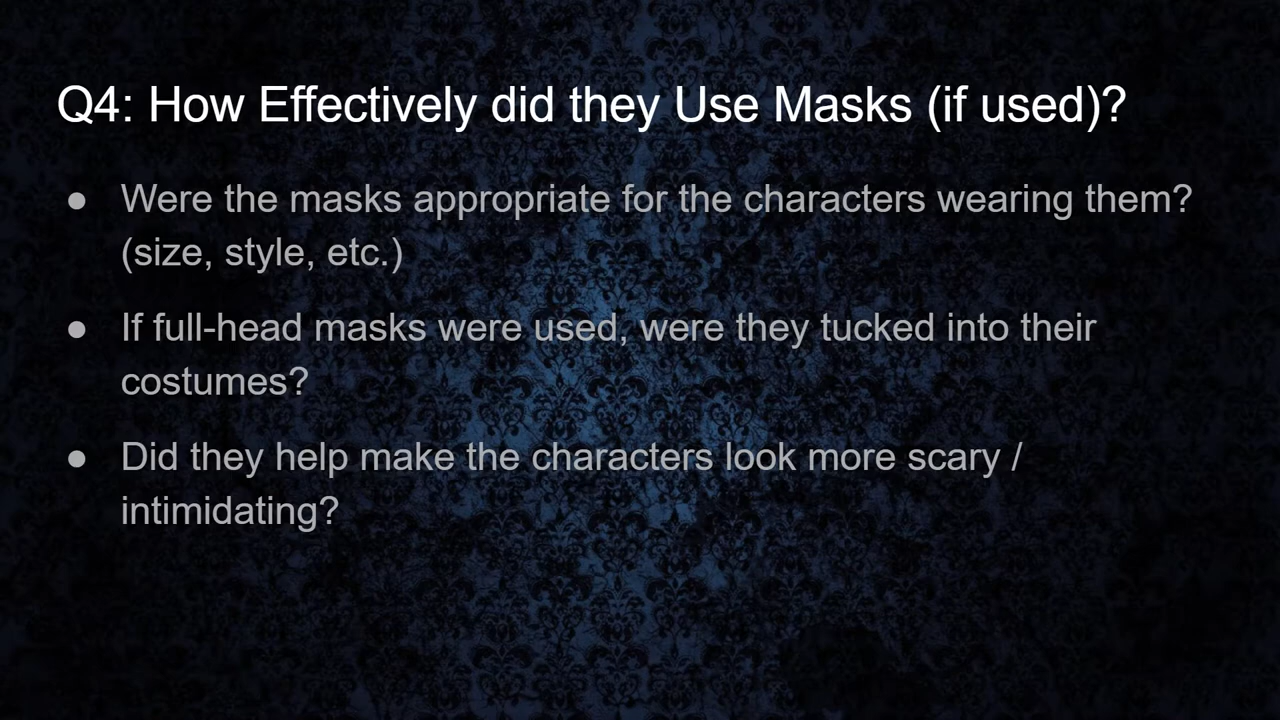 Q4: How Effectively did they Use Masks (if used)?
● Were the masks appropriate for the characters wearing them?
(size, style, etc.)
● If full-head masks were used, were they tucked into their
costumes?
● Did they help make the characters look more scary /
intimidating?